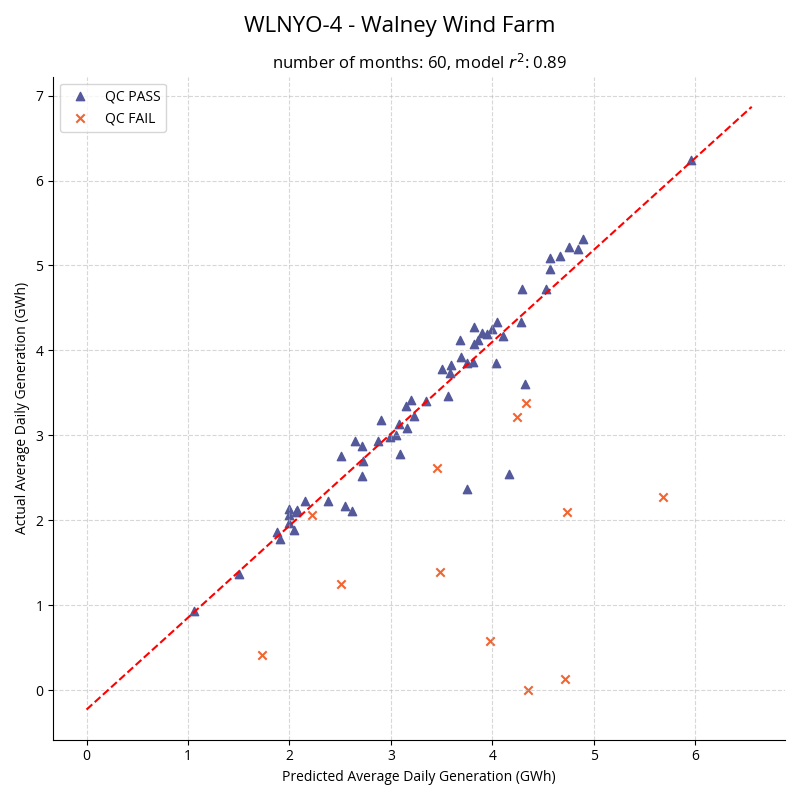 WLNYO-4 - Walney Wind Farm
number of months: 60, model r²: 0.89
QC PASS
QC FAIL
7
6
5
4
3
2
1
0
Actual Average Daily Generation (GWh)
0 1 2 3 4 5 6
Predicted Average Daily Generation (GWh)